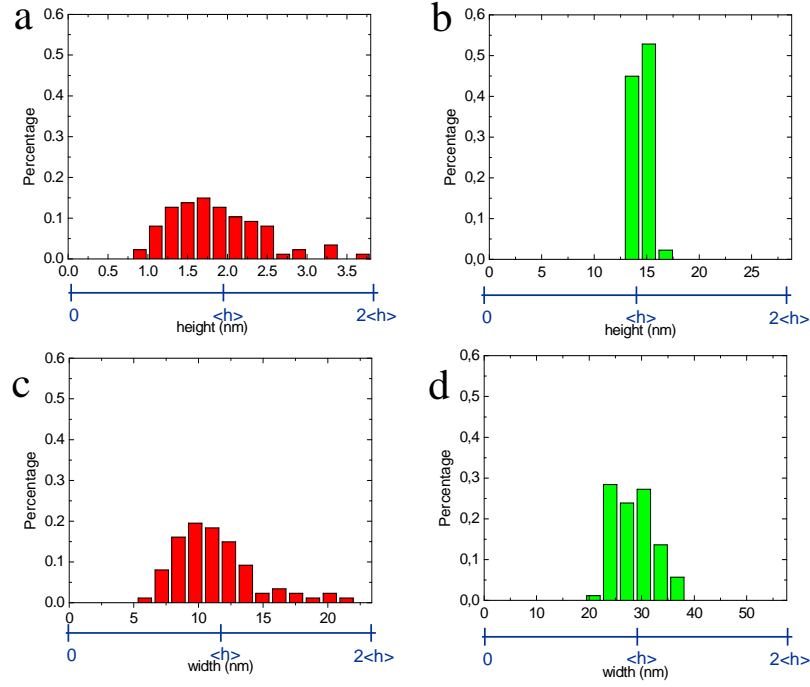 a
0.6
0.5
0.4
0.3
0.2
0.1
0.0
Percentage
0.0 0.5 1.0 1.5 2.0 2.5 3.0 3.5
0 <h> 2<h>
height (nm)
b
0,6
0,5
0,4
0,3
0,2
0,1
0,0
Percentage
0 5 10 15 20 25
0 <h> 2<h>
height (nm)
c
0.6
0.5
0.4
0.3
0.2
0.1
0.0
Percentage
0 5 10 15 20
0 <h> 2<h>
width (nm)
d
0,6
0,5
0,4
0,3
0,2
0,1
0,0
Percentage
0 10 20 30 40 50
0 <h> 2<h>
width (nm)